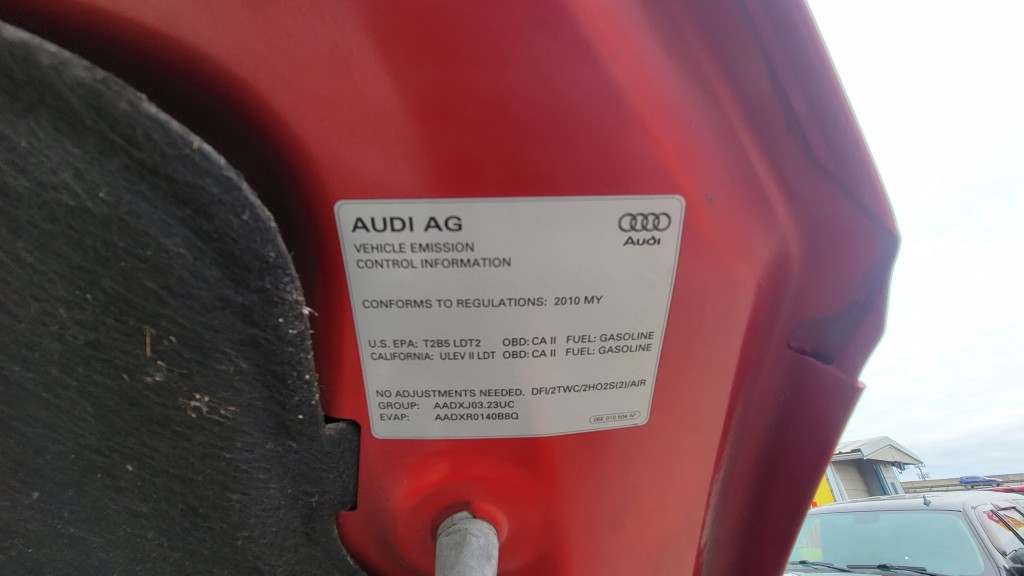 AUDI AG
Audi
VEHICLE EMISSION
CONTROL INFORMATION
CONFORMS TO REGULATIONS: 2010 MY
U.S. EPA: T2B5 LDT2 OBD: CA II FUEL: GASOLINE
CALIFORNIA: ULEV II LDT OBD: CA II FUEL: GASOLINE
NO ADJUSTMENTS NEEDED. DFI/2TWC/2HO2S(2)/AIR
GROUP: AADXJ03.23UC
EVAP: AADXR0140B8Q
010 504